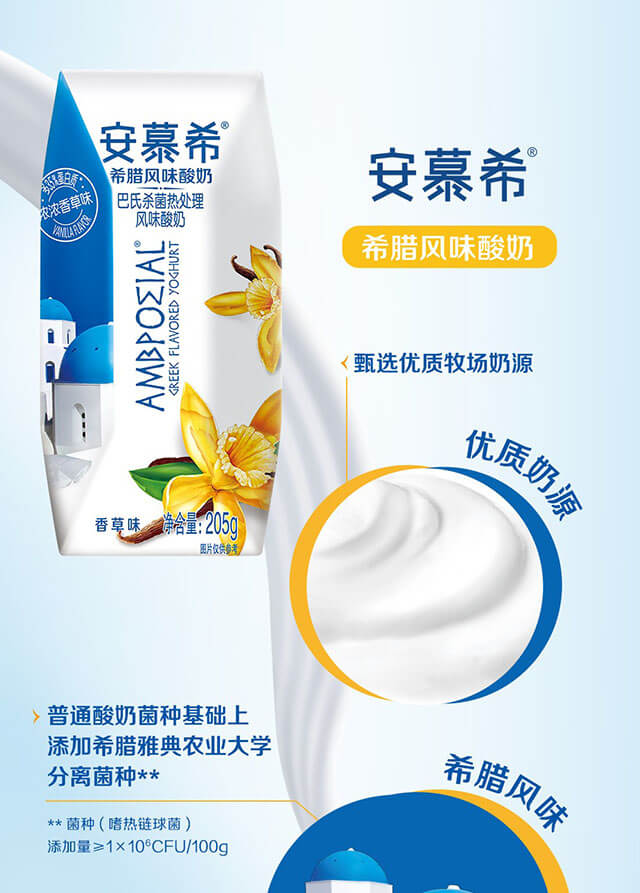 安慕希®
希腊风味酸奶
巴氏杀菌热处理
风味酸奶
浓浓香草味
VANILLA FLAVOR
AMBPOΣIAL®
GREEK FLAVORED YOGHURT
香草味 净含量:205g
图片仅供参考
安慕希®
希腊风味酸奶
甄选优质牧场奶源
优质奶源
普通酸奶菌种基础上
添加希腊雅典农业大学
分离菌种**
** 菌种（嗜热链球菌）
添加量≥1×10⁶CFU/100g
希腊风味